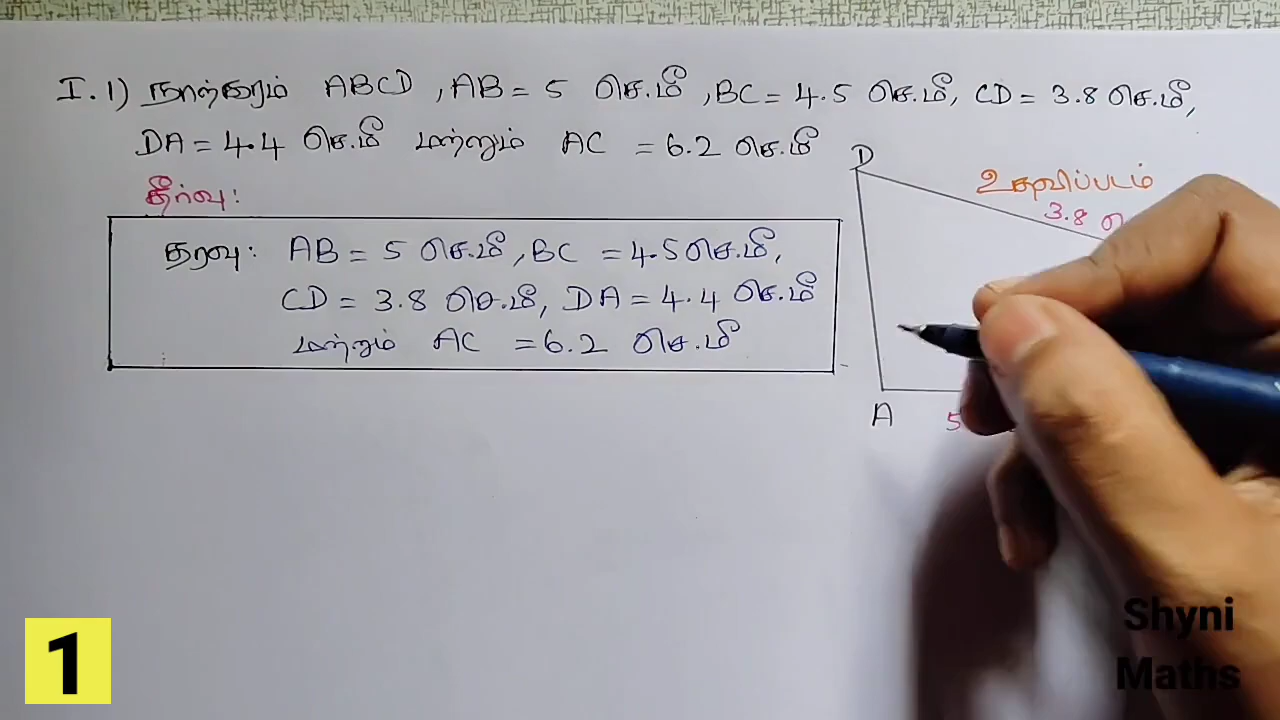 I. 1) நாற்கரம் ABCD , AB = 5 செ.மீ , BC = 4.5 செ.மீ, CD = 3.8 செ.மீ,
DA = 4.4 செ.மீ மற்றும் AC = 6.2 செ.மீ
தீர்வு:
தரவு: AB = 5 செ.மீ, BC = 4.5 செ.மீ,
CD = 3.8 செ.மீ, DA = 4.4 செ.மீ
மற்றும் AC = 6.2 செ.மீ
உதவிப்படம்
D
3.8
A
5
1
Shyni
Maths